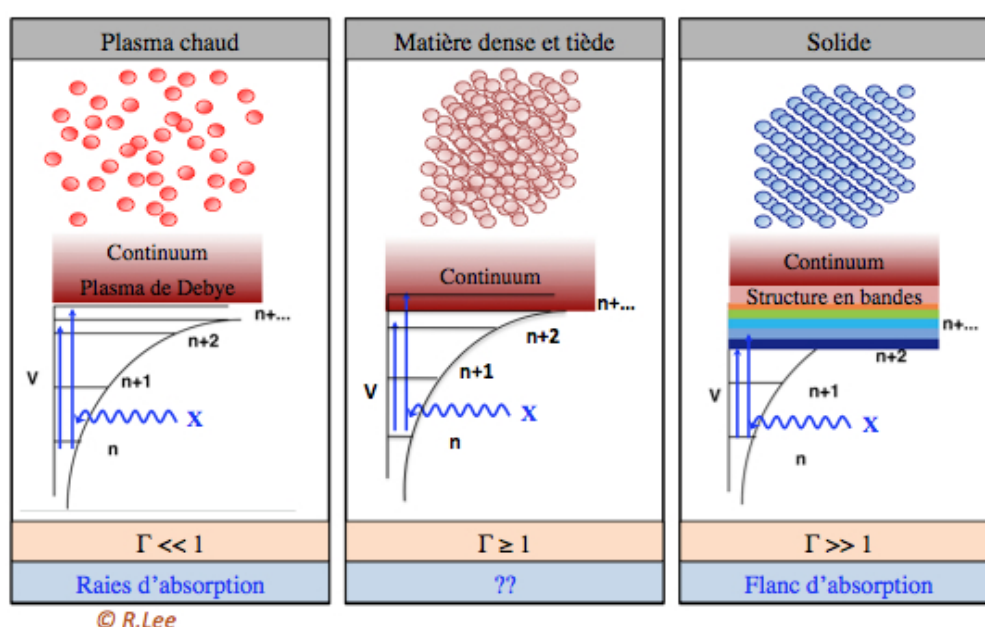 Plasma chaud
Continuum
Plasma de Debye
n+...
n+2
V
n+1
X
n
Γ << 1
Raies d’absorption
Matière dense et tiède
Continuum
n+...
n+2
n+1
V
X
n
Γ ≥ 1
??
Solide
Continuum
Structure en bandes
n+...
n+2
V
n+1
X
n
Γ >> 1
Flanc d’absorption
© R.Lee